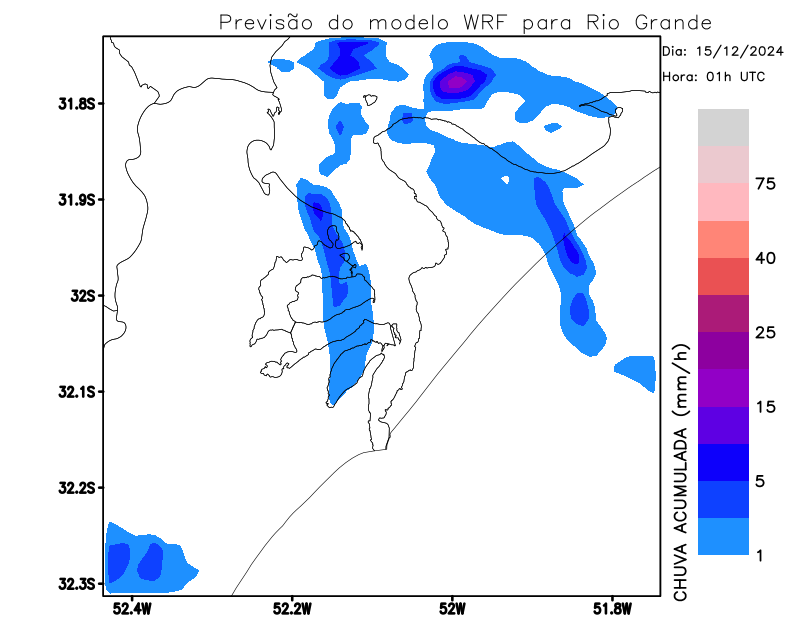 Previsão do modelo WRF para Rio Grande
Dia: 15/12/2024
Hora: 01h UTC
31.8S
31.9S
32S
32.1S
32.2S
32.3S
52.4W
52.2W
52W
51.8W
75
40
25
15
5
1
CHUVA ACUMULADA (mm/h)